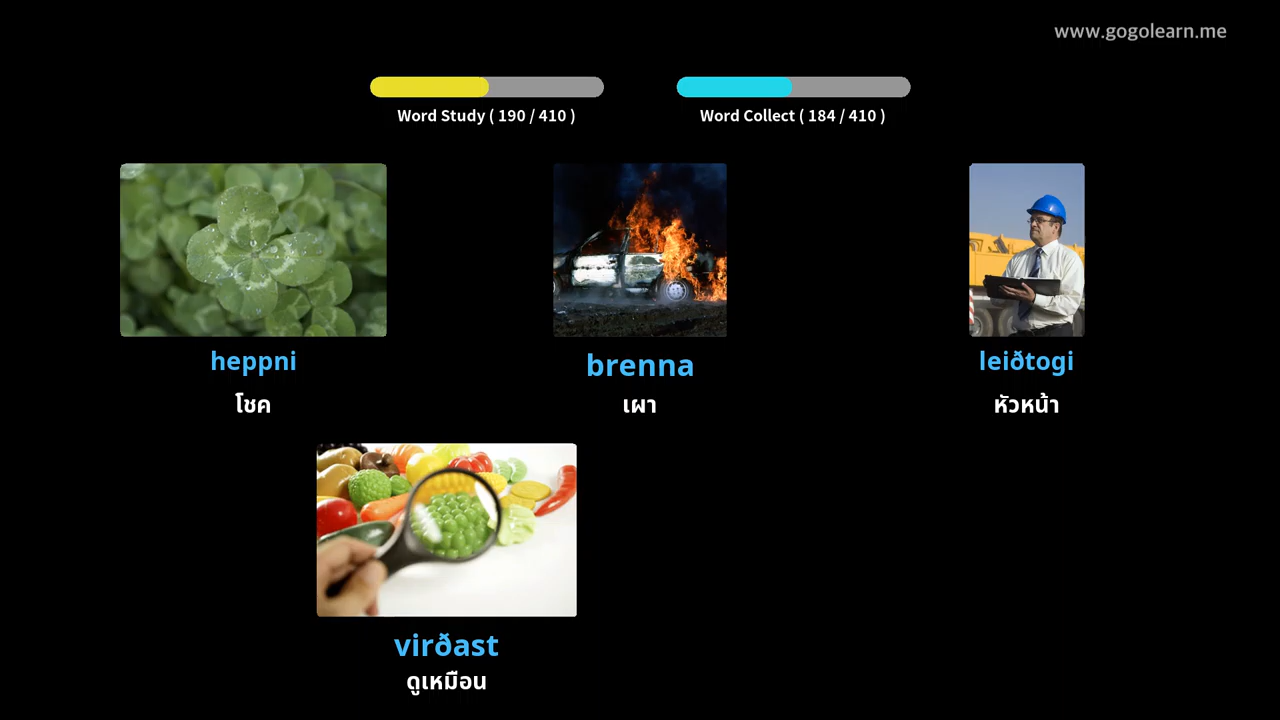 www.gogolearn.me
Word Study ( 190 / 410 )
Word Collect ( 184 / 410 )
heppni
โชค
brenna
เผา
leiðtogi
หัวหน้า
virðast
ดูเหมือน